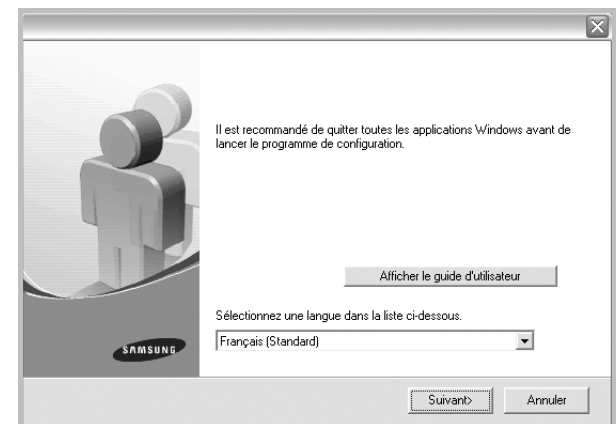 Il est recommandé de quitter toutes les applications Windows avant de
lancer le programme de configuration.
Afficher le guide d'utilisateur
Sélectionnez une langue dans la liste ci-dessous.
SAMSUNG
Français (Standard)
Suivant>
Annuler